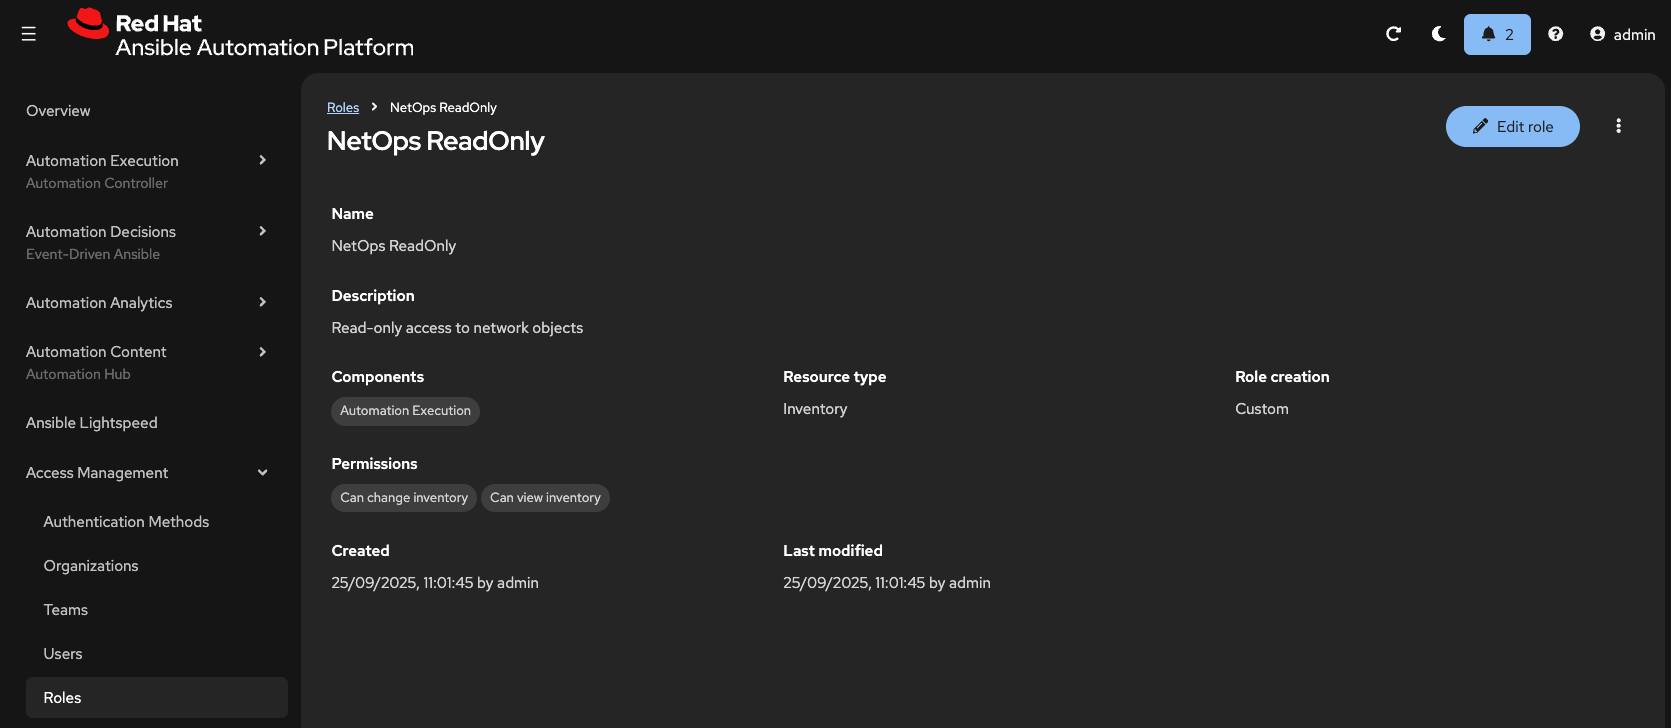 Red Hat
Ansible Automation Platform
2
admin
Overview
Automation Execution
Automation Controller
Automation Decisions
Event-Driven Ansible
Automation Analytics
Automation Content
Automation Hub
Ansible Lightspeed
Access Management
Authentication Methods
Organizations
Teams
Users
Roles
Roles NetOps ReadOnly
NetOps ReadOnly
Edit role
Name
NetOps ReadOnly
Description
Read-only access to network objects
Components
Automation Execution
Resource type
Inventory
Role creation
Custom
Permissions
Can change inventory Can view inventory
Created
25/09/2025, 11:01:45 by admin
Last modified
25/09/2025, 11:01:45 by admin